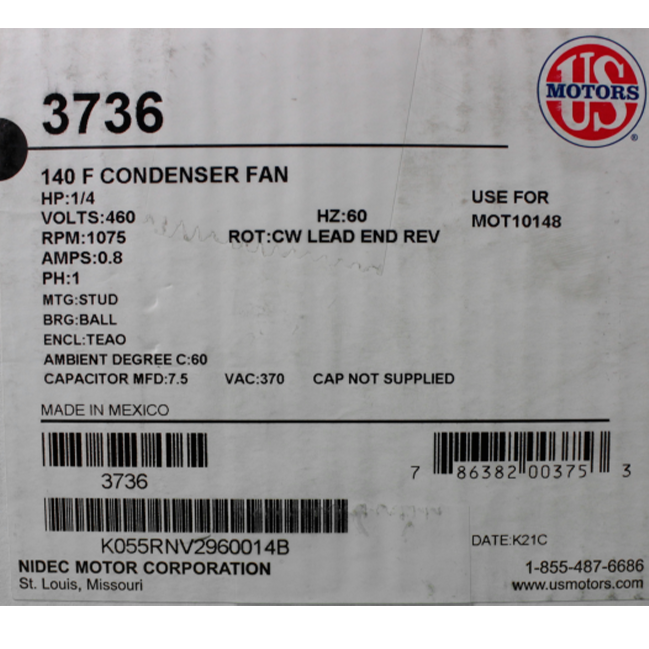 3736
US
MOTORS
®
140 F CONDENSER FAN
HP:1/4
USE FOR
VOLTS:460 HZ:60
MOT10148
RPM:1075 ROT:CW LEAD END REV
AMPS:0.8
PH:1
MTG:STUD
BRG:BALL
ENCL:TEAO
AMBIENT DEGREE C:60
CAPACITOR MFD:7.5 VAC:370 CAP NOT SUPPLIED
MADE IN MEXICO
3736
7 86382 00375 3
K055RNV2960014B
DATE:K21C
NIDEC MOTOR CORPORATION 1-855-487-6686
St. Louis, Missouri www.usmotors.com